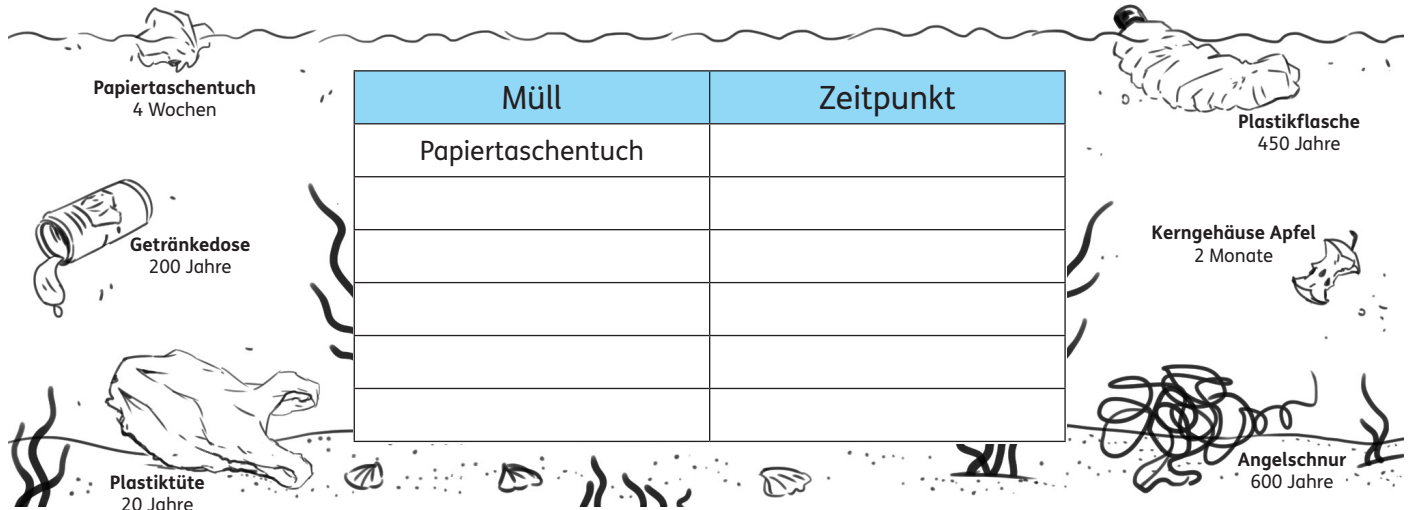 Papiertaschentuch
4 Wochen
Getränkedose
200 Jahre
Plastiktüte
20 Jahre
Müll Zeitpunkt
Papiertaschentuch
Plastikflasche
450 Jahre
Kerngehäuse Apfel
2 Monate
Angelschnur
600 Jahre